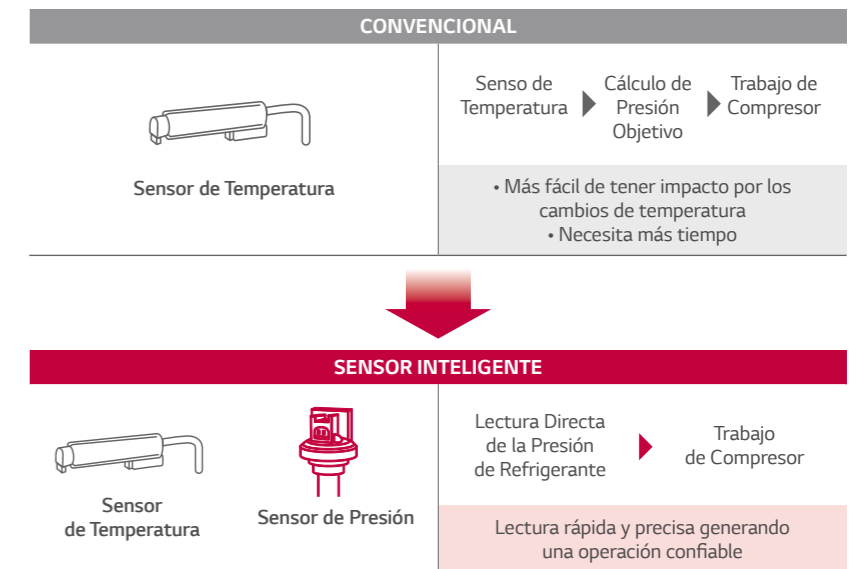 CONVENCIONAL
Sensor de Temperatura
Senso de
Temperatura
Cálculo de
Presión
Objetivo
Trabajo de
Compresor
• Más fácil de tener impacto por los
cambios de temperatura
• Necesita más tiempo
SENSOR INTELIGENTE
Sensor
de Temperatura
Sensor de Presión
Lectura Directa
de la Presión
de Refrigerante
Trabajo
de Compresor
Lectura rápida y precisa generando
una operación confiable